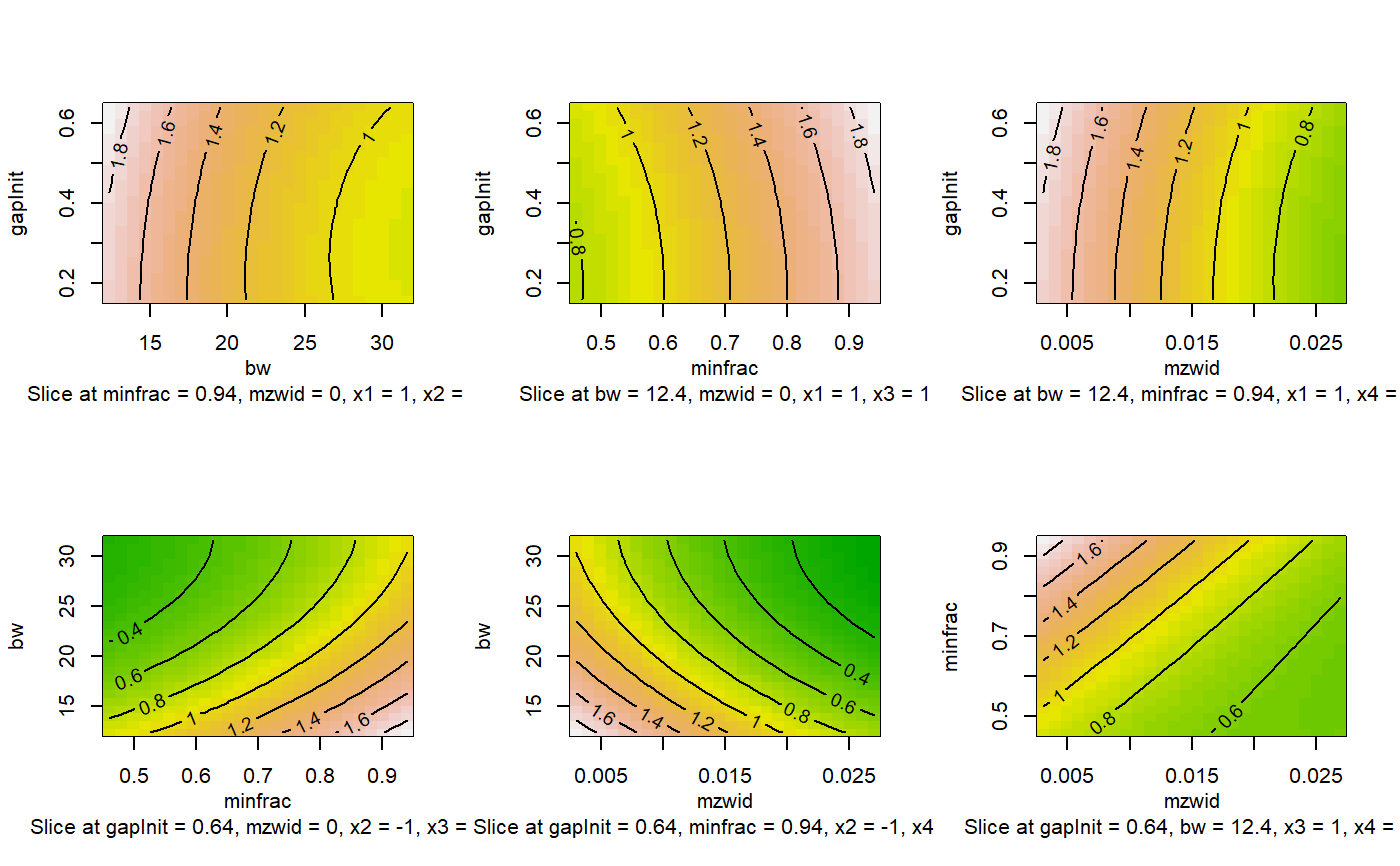 gapInit
0.2 0.4 0.6
1.8 1.6 1.4 1.2 1
15 20 25 30
bw
Slice at minfrac = 0.94, mzwid = 0, x1 = 1, x2 =
gapInit
0.2 0.4 0.6
0.8 1 1.2 1.4 1.6 1.8
0.5 0.6 0.7 0.8 0.9
minfrac
Slice at bw = 12.4, mzwid = 0, x1 = 1, x3 = 1
gapInit
0.2 0.4 0.6
1.8 1.6 1.4 1.2 1 0.8
0.005 0.015 0.025
mzwid
Slice at bw = 12.4, minfrac = 0.94, x1 = 1, x4 =
bw
15 20 25 30
0.4 0.6 0.8 1 1.2 1.4 1.6
0.5 0.6 0.7 0.8 0.9
minfrac
Slice at gapInit = 0.64, mzwid = 0, x2 = -1, x3 =
bw
15 20 25 30
1.6 1.4 1.2 1 0.8 0.6 0.4
0.005 0.015 0.025
mzwid
Slice at gapInit = 0.64, minfrac = 0.94, x2 = -1, x4
minfrac
0.5 0.7 0.9
1.6 1.4 1.2 1 0.8 0.6
0.005 0.015 0.025
mzwid
Slice at gapInit = 0.64, bw = 12.4, x3 = 1, x4 =